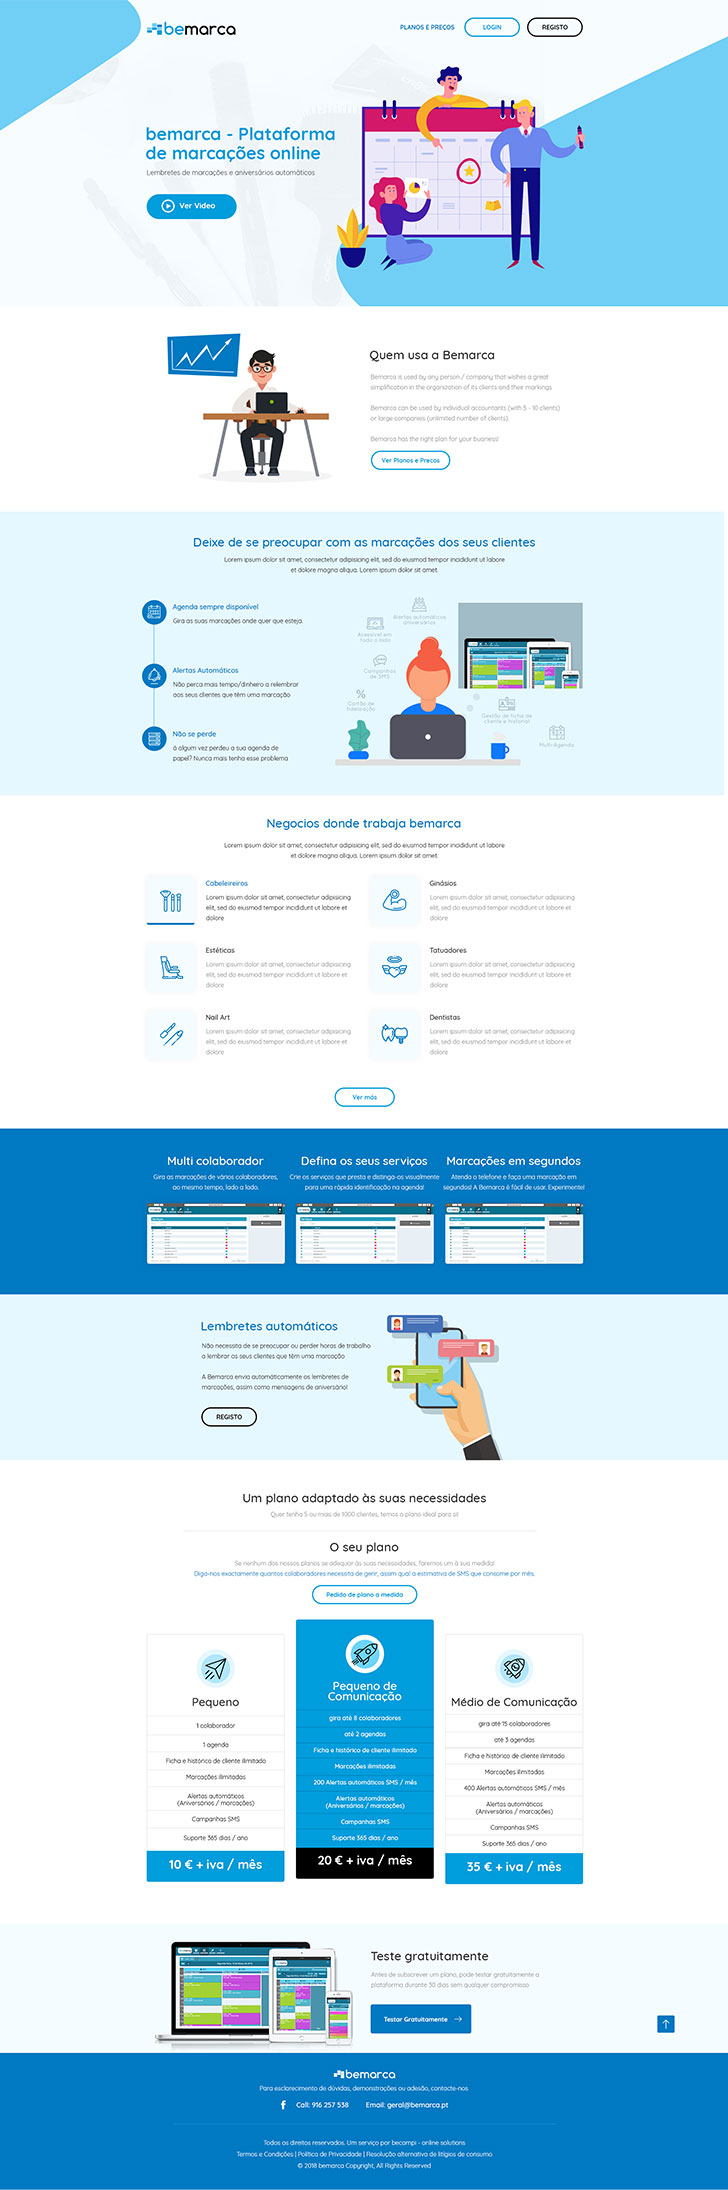 bemarca
PLANOS E PREÇOS
LOGIN
REGISTO
bemarca - Plataforma
de marcações online
Lembretes de marcações e aniversários automáticos
Ver Video
Quem usa a Bemarca
Bemarca is used by any person / company that wishes a great
simplification in the organization of its clients and their markings
Bemarca can be used by individual accountants (with 5 - 10 clients)
or large companies (unlimited number of clients).
Bemarca has the right plan for your business!
Ver Planos e Precos
Deixe de se preocupar com as marcações dos seus clientes
Lorem ipsum dolor sit amet, consectetur adipisicing elit, sed do eiusmod tempor incididunt ut labore
et dolore magna aliqua. Lorem ipsum dolor sit amet.
Agenda sempre disponível
Gira as suas marcações onde quer que esteja.
Alertas Automáticos
Não perca mais tempo/dinheiro a relembrar
aos seus clientes que têm uma marcação
Não se perde
à algum vez perdeu a sua agenda de
papel? Nunca mais tenha esse problema
Alertas automáticos
aniversários
Acessível em
todo o lado
Campanhas
de SMS
Cartão de
fidelização
Gestão de ficha de
cliente e historial
Multi-Agenda
Negocios donde trabaja bemarca
Lorem ipsum dolor sit amet, consectetur adipisicing elit, sed do eiusmod tempor incididunt ut labore
et dolore magna aliqua. Lorem ipsum dolor sit amet
Cabeleireiros
Lorem ipsum dolor sit amet, consectetur adipisicing
elit, sed do eiusmod tempor incididunt ut labore et
dolore
Ginásios
Lorem ipsum dolor sit amet, consectetur adipisicing
elit, sed do eiusmod tempor incididunt ut labore et
dolore
Estéticas
Lorem ipsum dolor sit amet, consectetur adipisicing
elit, sed do eiusmod tempor incididunt ut labore et
dolore
Tatuadores
Lorem ipsum dolor sit amet, consectetur adipisicing
elit, sed do eiusmod tempor incididunt ut labore et
dolore
Nail Art
Lorem ipsum dolor sit amet, consectetur adipisicing
elit, sed do eiusmod tempor incididunt ut labore et
dolore
Dentistas
Lorem ipsum dolor sit amet, consectetur adipisicing
elit, sed do eiusmod tempor incididunt ut labore et
dolore
Ver más
Multi colaborador
Gira as marcações de vários colaboradores,
ao mesmo tempo, lado a lado.
Defina os seus serviços
Crie os serviços que presta e distinga-os visualmente
para uma rápida identificação na agenda!
Marcações em segundos
Atenda o telefone e faça uma marcação em
segundos! A Bemarca é fácil de usar. Experimente!
Lembretes automáticos
Não necessita de se preocupar ou perder horas de trabalho
a lembrar os seus clientes que têm uma marcação
A Bemarca envia automáticamente os lembretes de
marcações, assim como mensagens de aniversário!
REGISTO
Um plano adaptado às suas necessidades
Quer tenha 5 ou mais de 1000 clientes, temos o plano ideal para si!
O seu plano
Se nenhum dos nossos planos se adequar às suas necessidades, faremos um à sua medida!
Diga-nos exactamente quantos colaboradores necessita de gerir, assim qual a estimativa de SMS que consome por mês.
Pedido de plano a medida
Pequeno
1 colaborador
1 agenda
Ficha e histórico de cliente ilimitado
Marcações ilimitadas
Alertas automáticos
(Aniversários / marcações)
Campanhas SMS
Suporte 365 dias / ano
10 € + iva / mês
Pequeno de
Comunicação
gira até 8 colaboradores
até 2 agendas
Ficha e histórico de cliente ilimitado
Marcações ilimitadas
200 Alertas automáticos SMS / mês
Alertas automáticos
(Aniversários / marcações)
Campanhas SMS
Suporte 365 dias / ano
20 € + iva / mês
Médio de Comunicação
gira até 15 colaboradores
até 3 agendas
Ficha e histórico de cliente ilimitado
Marcações ilimitadas
400 Alertas automáticos SMS / mês
Alertas automáticos
(Aniversários / marcações)
Campanhas SMS
Suporte 365 dias / ano
35 € + iva / mês
Teste gratuitamente
Antes de subscrever um plano, pode testar gratuitamente a
plataforma durante 30 dias sem qualquer compromisso
Testar Gratuitamente
bemarca
Para esclarecimento de dúvidas, demonstrações ou adesão, contacte-nos
Call: 916 257 538
Email: geral@bemarca.pt
Todos os direitos reservados. Um serviço por becompi - online solutions
Termos e Condições | Política de Privacidade | Resolução alternativa de litígios de consumo
© 2018 bemarca Copyright, All Rights Reserved